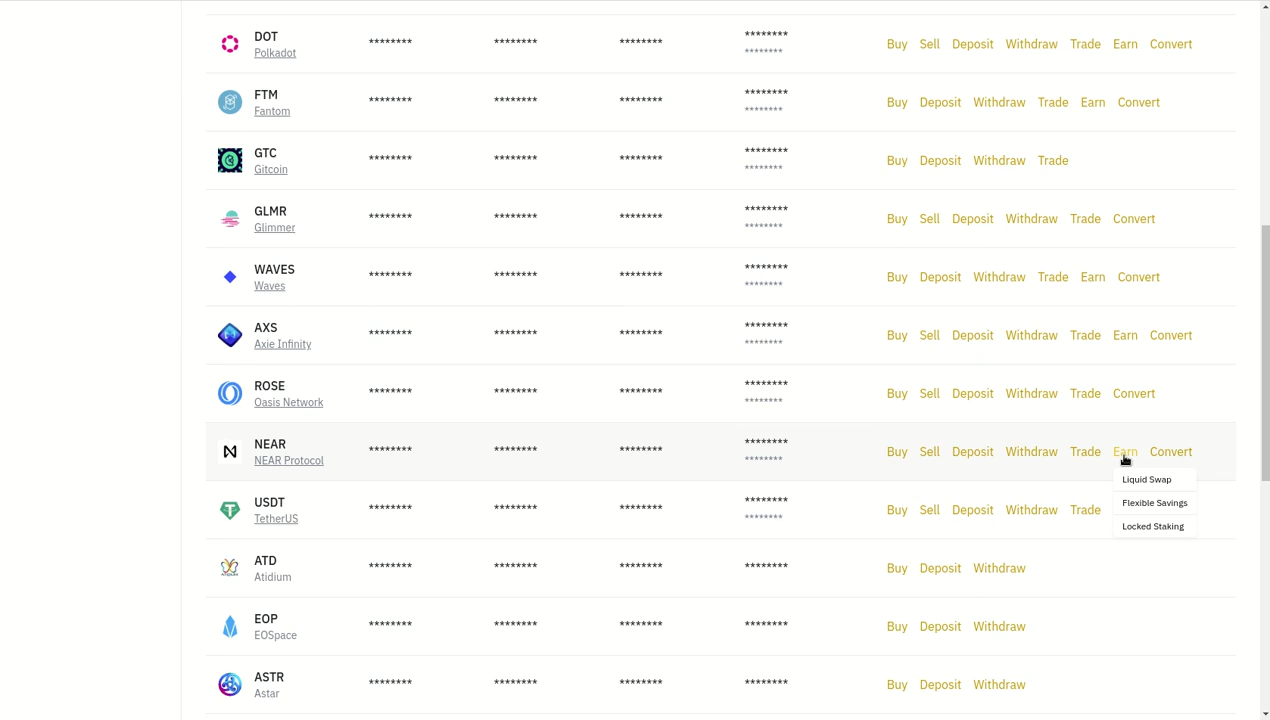 DOT
Polkadot
******** ******** ******** ********
********
Buy Sell Deposit Withdraw Trade Earn Convert
FTM
Fantom
******** ******** ******** ********
********
Buy Deposit Withdraw Trade Earn Convert
GTC
Gitcoin
******** ******** ******** ********
********
Buy Deposit Withdraw Trade
GLMR
Glimmer
******** ******** ******** ********
********
Buy Sell Deposit Withdraw Trade Convert
WAVES
Waves
******** ******** ******** ********
********
Buy Deposit Withdraw Trade Earn Convert
AXS
Axie Infinity
******** ******** ******** ********
********
Buy Sell Deposit Withdraw Trade Earn Convert
ROSE
Oasis Network
******** ******** ******** ********
********
Buy Sell Deposit Withdraw Trade Convert
NEAR
NEAR Protocol
******** ******** ******** ********
********
Buy Sell Deposit Withdraw Trade Earn Convert
Liquid Swap
Flexible Savings
Locked Staking
USDT
TetherUS
******** ******** ******** ********
********
Buy Sell Deposit Withdraw Trade
ATD
Atidium
******** ******** ******** ********
Buy Deposit Withdraw
EOP
EOSpace
******** ******** ******** ********
Buy Deposit Withdraw
ASTR
Astar
******** ******** ******** ********
Buy Deposit Withdraw